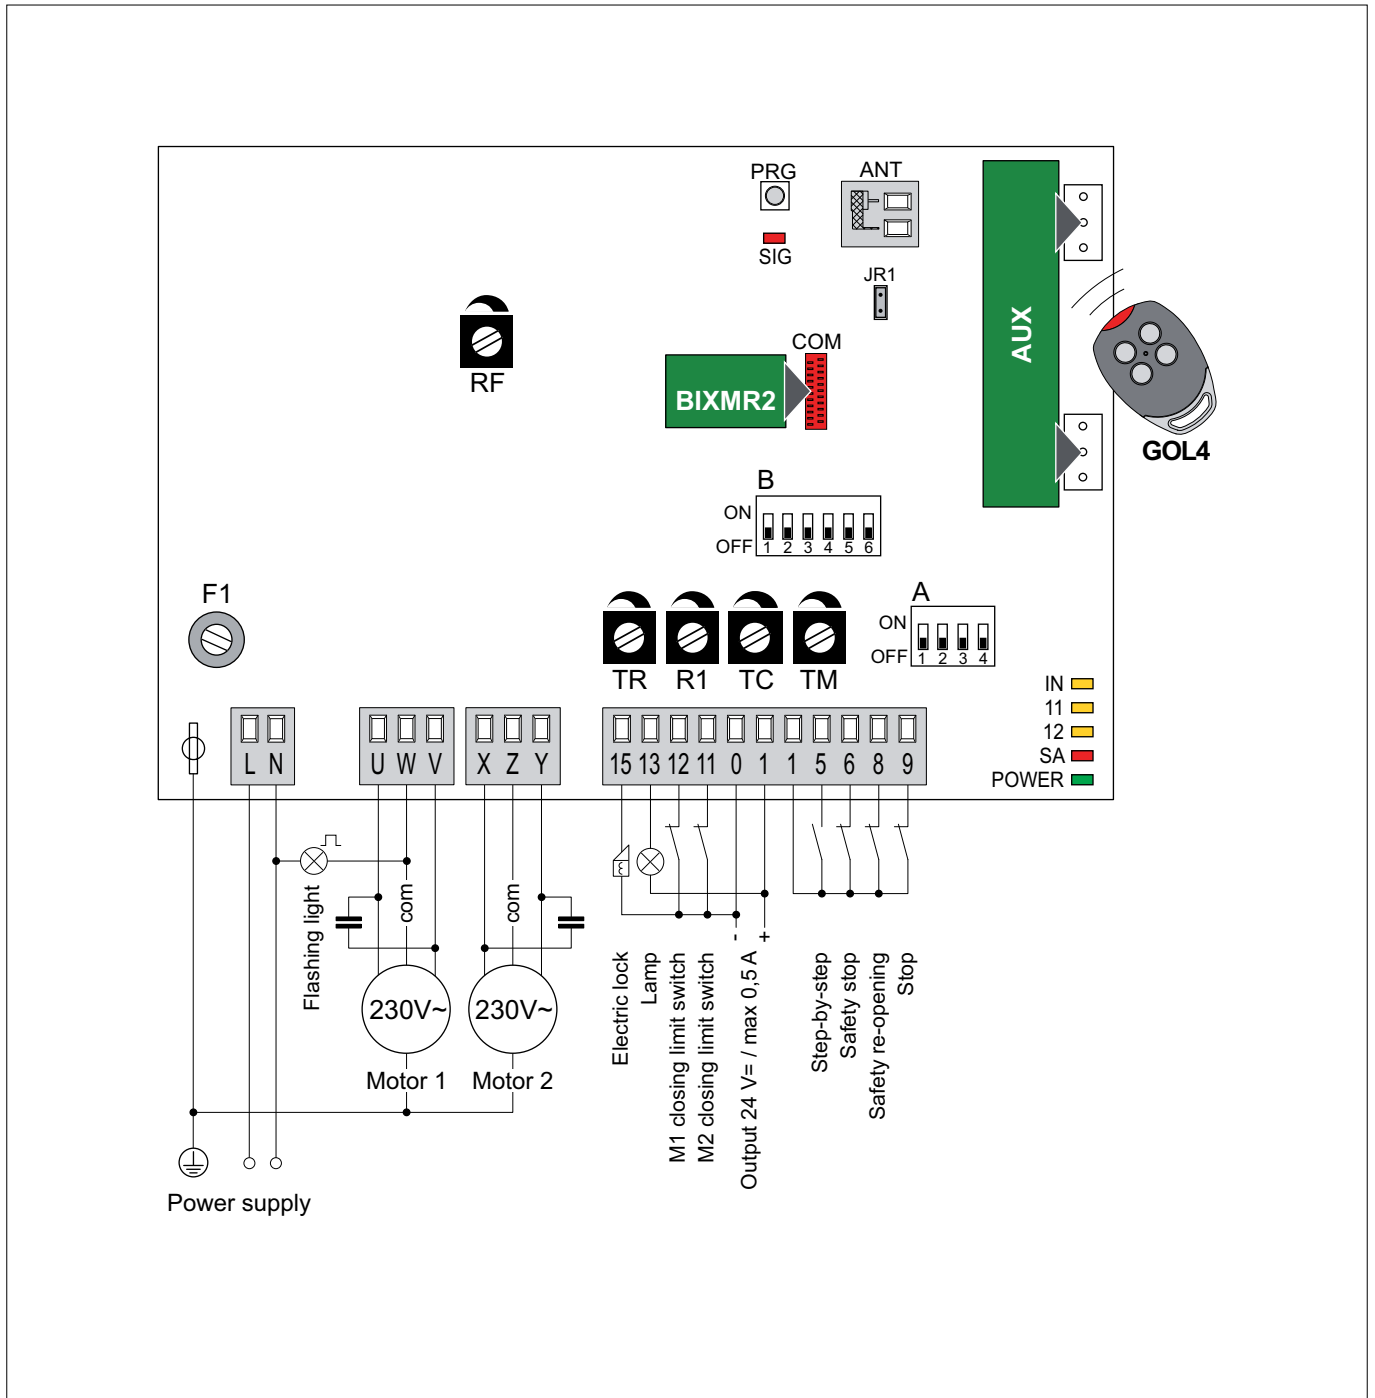 PRG
ANT
SIG
JR1
RF
COM
BIXMR2
AUX
GOL4
B
ON
OFF
1 2 3 4 5 6
F1
A
ON
OFF
1 2 3 4
TR R1 TC TM
IN
11
12
SA
POWER
L N
U W V
X Z Y
15 13 12 11 0 1 1 5 6 8 9
Flashing light
com
com
- +
230V~
230V~
Motor 1
Motor 2
Electric lock
Lamp
M1 closing limit switch
M2 closing limit switch
Output 24 V= / max 0,5 A
Step-by-step
Safety stop
Safety re-opening
Stop
Power supply